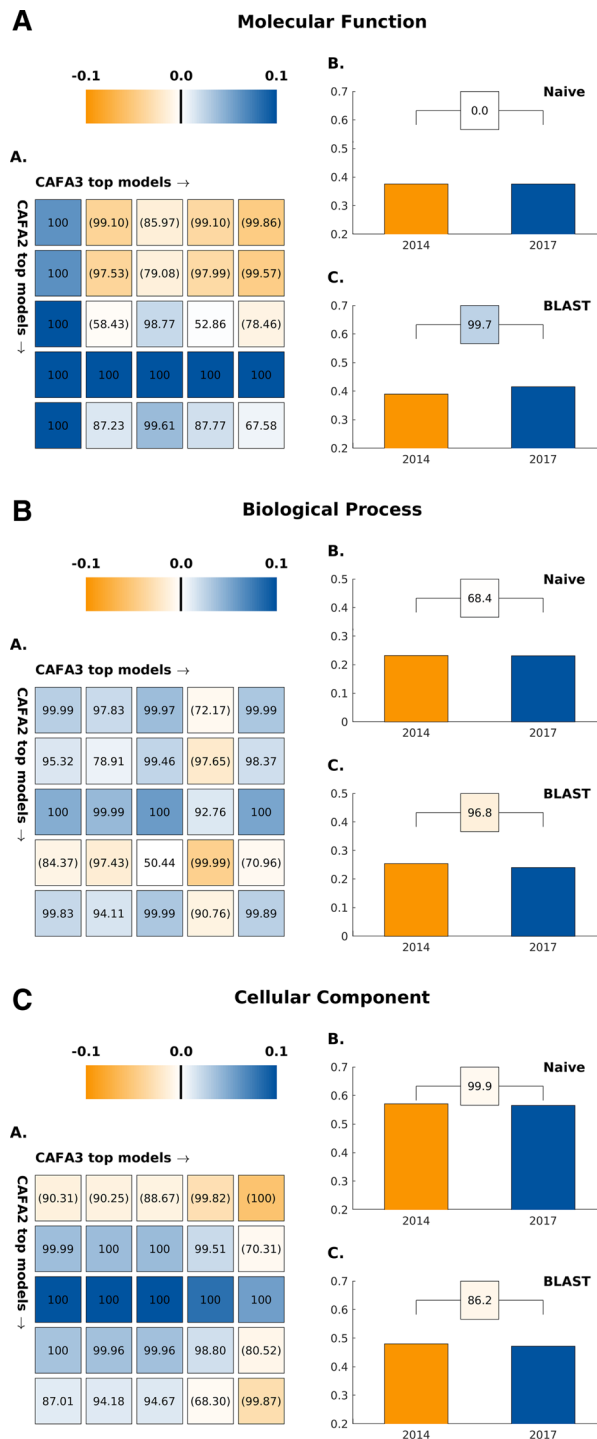 A
Molecular Function
-0.1 0.0 0.1
A.
CAFA3 top models →
CAFA2 top models →
100 (99.10) (85.97) (99.10) (99.86)
100 (97.53) (79.08) (97.99) (99.57)
100 (58.43) 98.77 52.86 (78.46)
100 100 100 100 100
100 87.23 99.61 87.77 67.58
B.
Naive
0.0
0.7
0.6
0.5
0.4
0.3
0.2
2014 2017
C.
BLAST
99.7
0.7
0.6
0.5
0.4
0.3
0.2
2014 2017
B
Biological Process
-0.1 0.0 0.1
A.
CAFA3 top models →
CAFA2 top models →
99.99 97.83 99.97 (72.17) 99.99
95.32 78.91 99.46 (97.65) 98.37
100 99.99 100 92.76 100
(84.37) (97.43) 50.44 (99.99) (70.96)
99.83 94.11 99.99 (90.76) 99.89
B.
Naive
68.4
0.5
0.4
0.3
0.2
0.1
0
2014 2017
C.
BLAST
96.8
0.5
0.4
0.3
0.2
0.1
0
2014 2017
C
Cellular Component
-0.1 0.0 0.1
A.
CAFA3 top models →
CAFA2 top models →
(90.31) (90.25) (88.67) (99.82) (100)
99.99 100 100 99.51 (70.31)
100 100 100 100 100
100 99.96 99.96 98.80 (80.52)
87.01 94.18 94.67 (68.30) (99.87)
B.
Naive
99.9
0.7
0.6
0.5
0.4
0.3
0.2
2014 2017
C.
BLAST
86.2
0.7
0.6
0.5
0.4
0.3
0.2
2014 2017